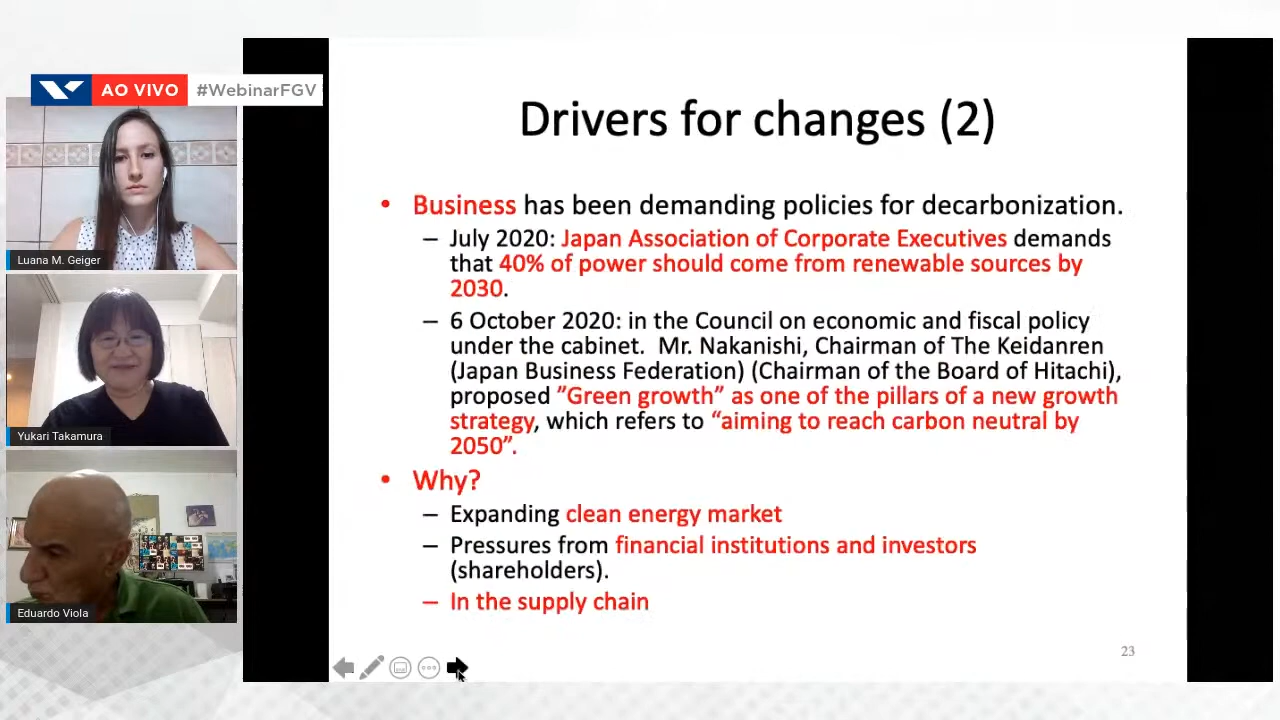 AO VIVO #WebinarFGV
Luana M. Geiger
Yukari Takamura
Eduardo Viola
Drivers for changes (2)
• Business has been demanding policies for decarbonization.
– July 2020: Japan Association of Corporate Executives demands
that 40% of power should come from renewable sources by
2030.
– 6 October 2020: in the Council on economic and fiscal policy
under the cabinet. Mr. Nakanishi, Chairman of The Keidanren
(Japan Business Federation) (Chairman of the Board of Hitachi),
proposed ”Green growth” as one of the pillars of a new growth
strategy, which refers to “aiming to reach carbon neutral by
2050”.
• Why?
– Expanding clean energy market
– Pressures from financial institutions and investors
(shareholders).
– In the supply chain
23